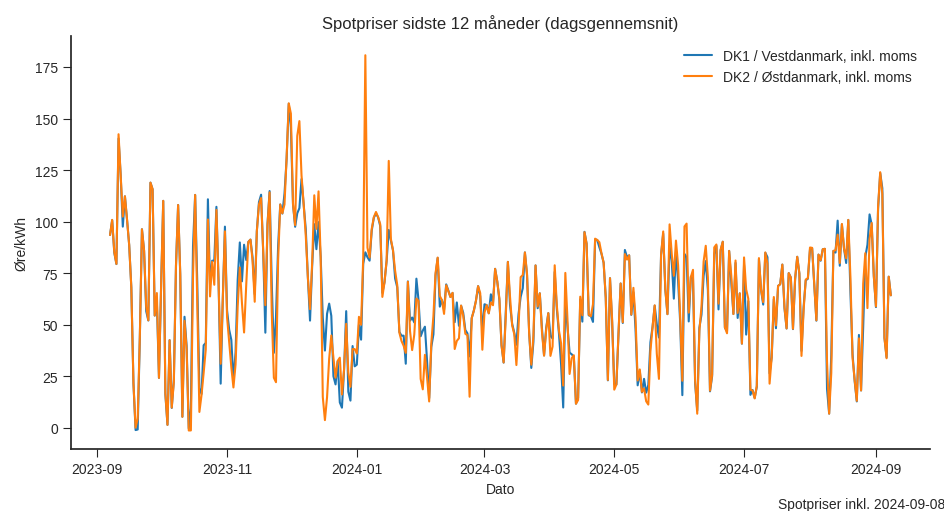 Spotpriser sidste 12 måneder (dagsgennemsnit)
DK1 / Vestdanmark, inkl. moms
DK2 / Østdanmark, inkl. moms
Øre/kWh
175
150
125
100
75
50
25
0
2023-09 2023-11 2024-01 2024-03 2024-05 2024-07 2024-09
Dato
Spotpriser inkl. 2024-09-08